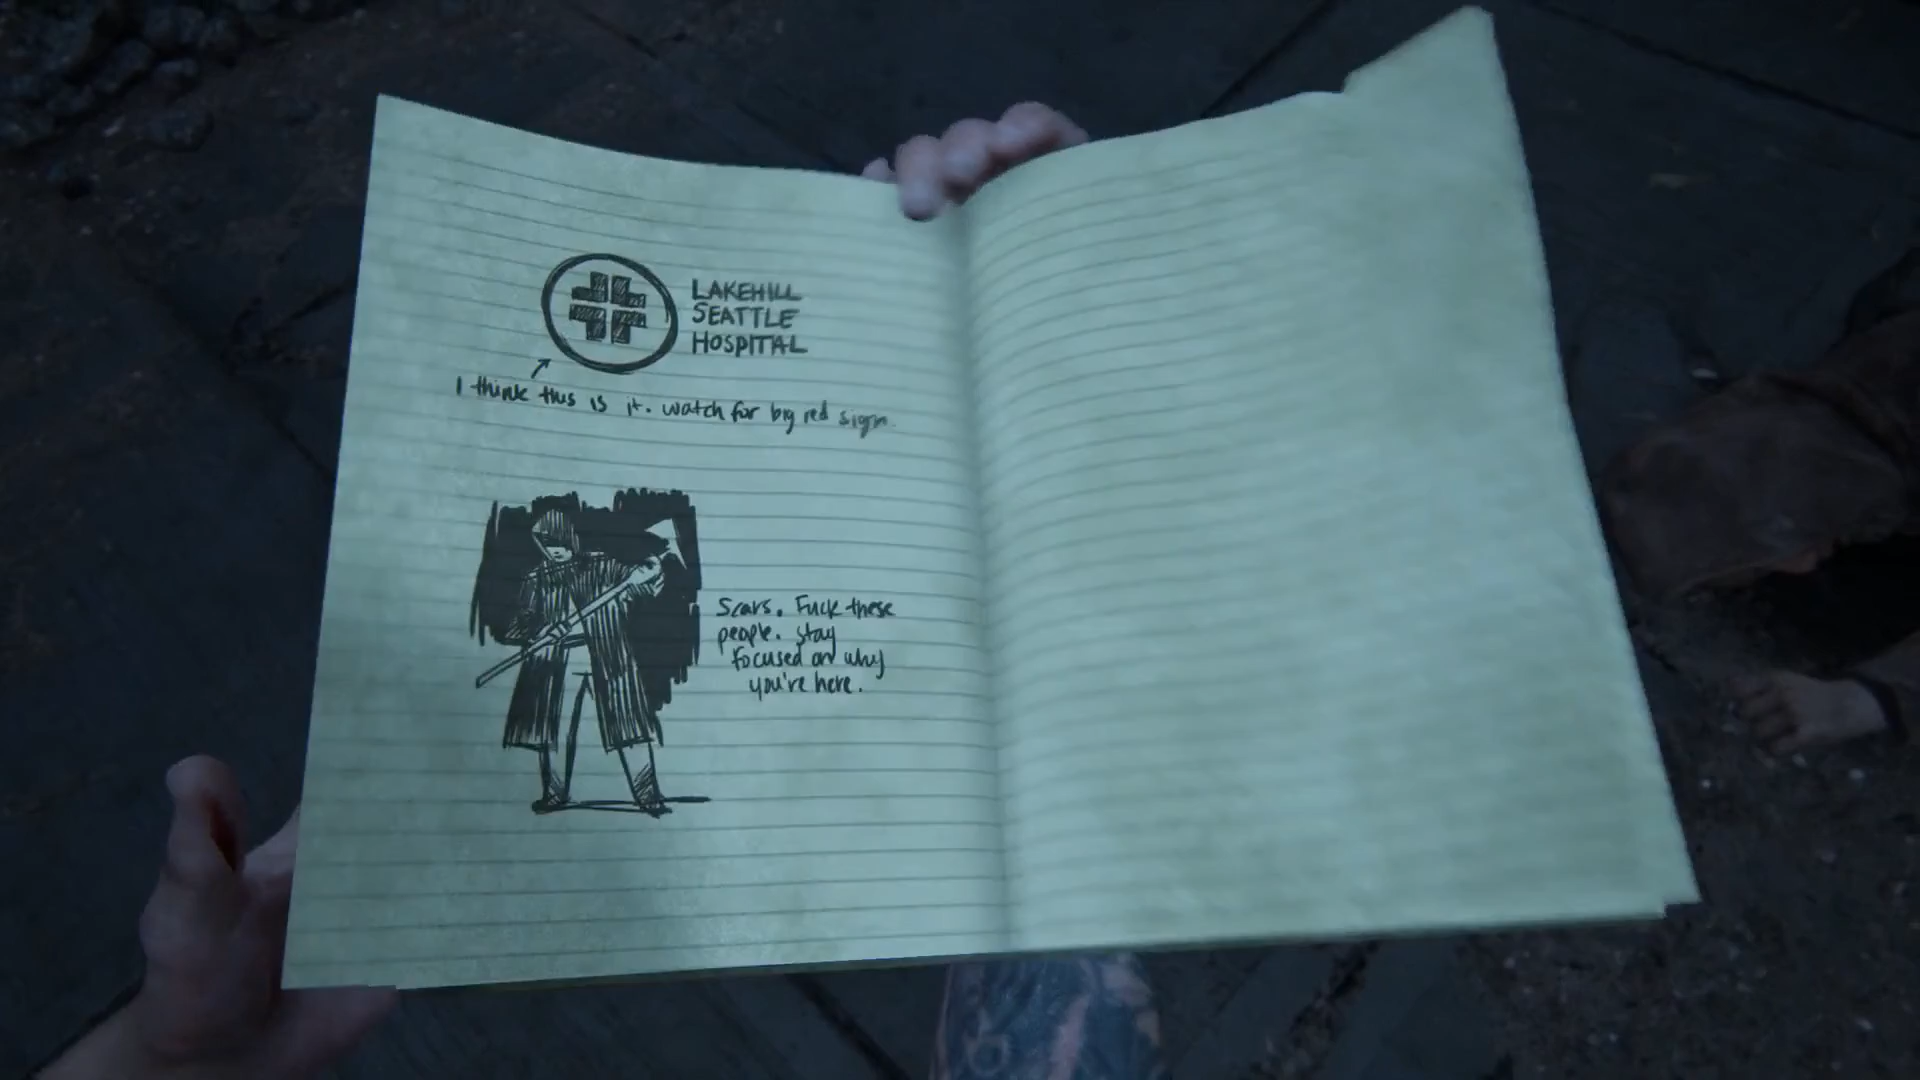 LAKEHILL
SEATTLE
HOSPITAL
I think this is it. watch for big red sign.
Scars. Fuck these
people. stay
focused on why
you're here.